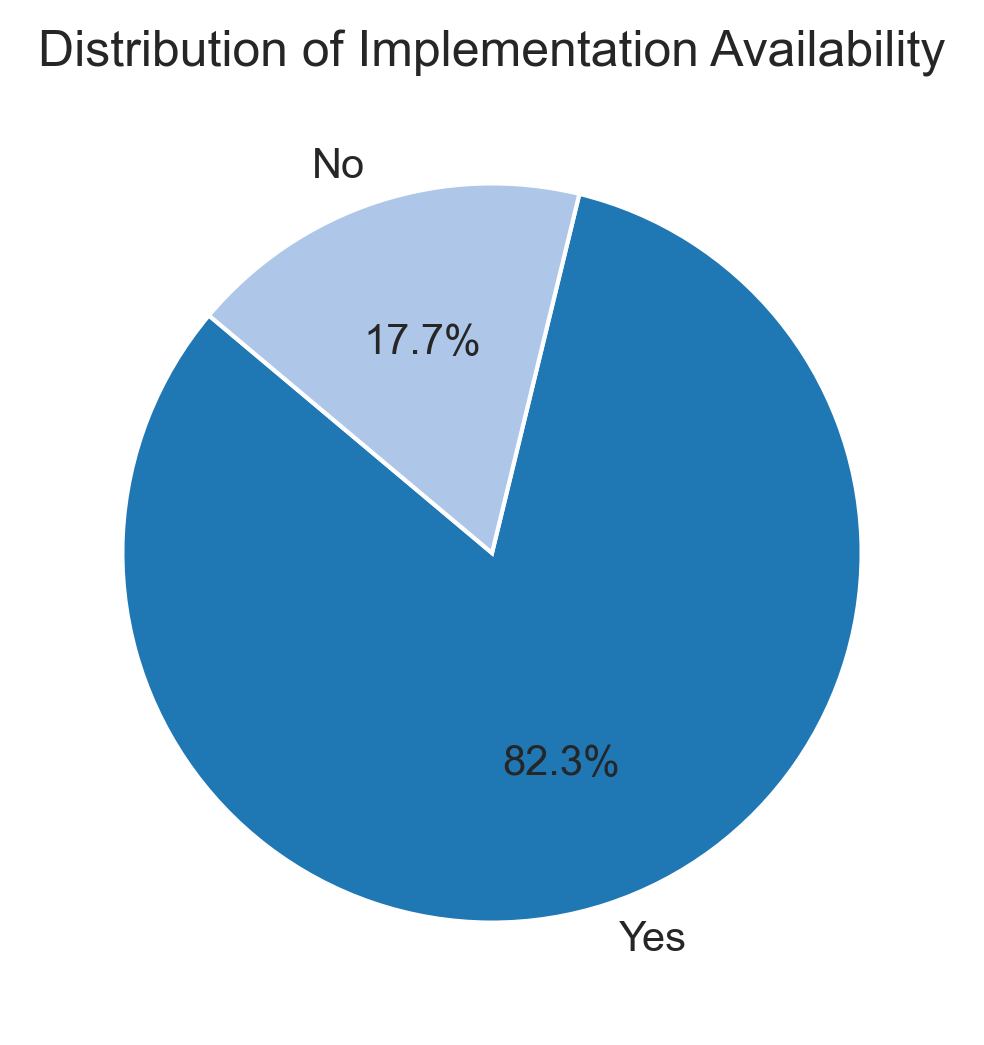 Distribution of Implementation Availability
No
17.7%
82.3%
Yes